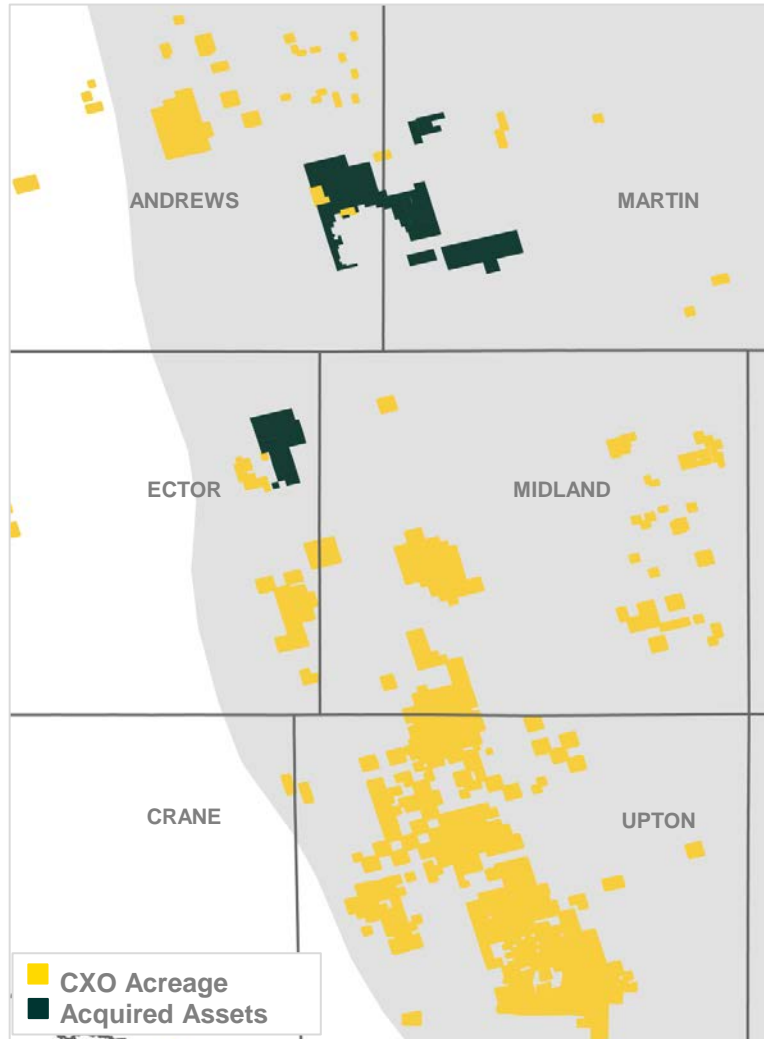 ANDREWS
MARTIN
ECTOR
MIDLAND
CRANE
UPTON
CXO Acreage
Acquired Assets